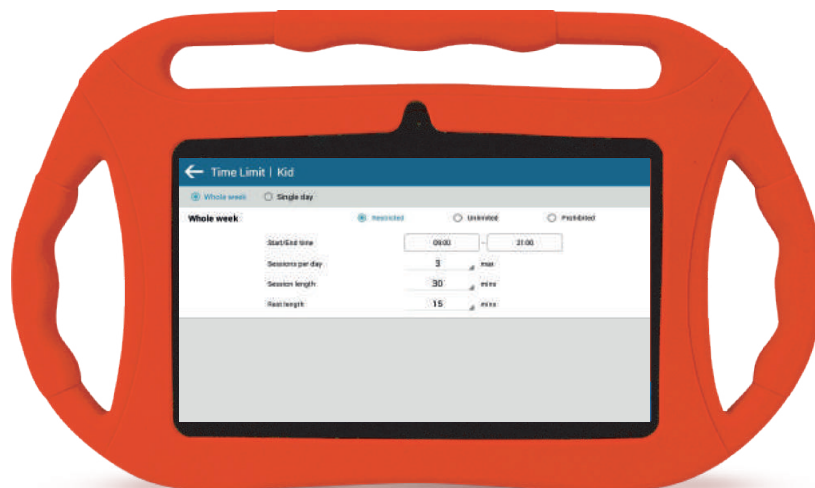 Time Limit | Kid
Whole week Single day
Whole week Restricted Unlimited Prohibited
Start/End time 09:00 - 21:00
Sessions per day 3 max
Session length 30 mins
Rest length 15 mins